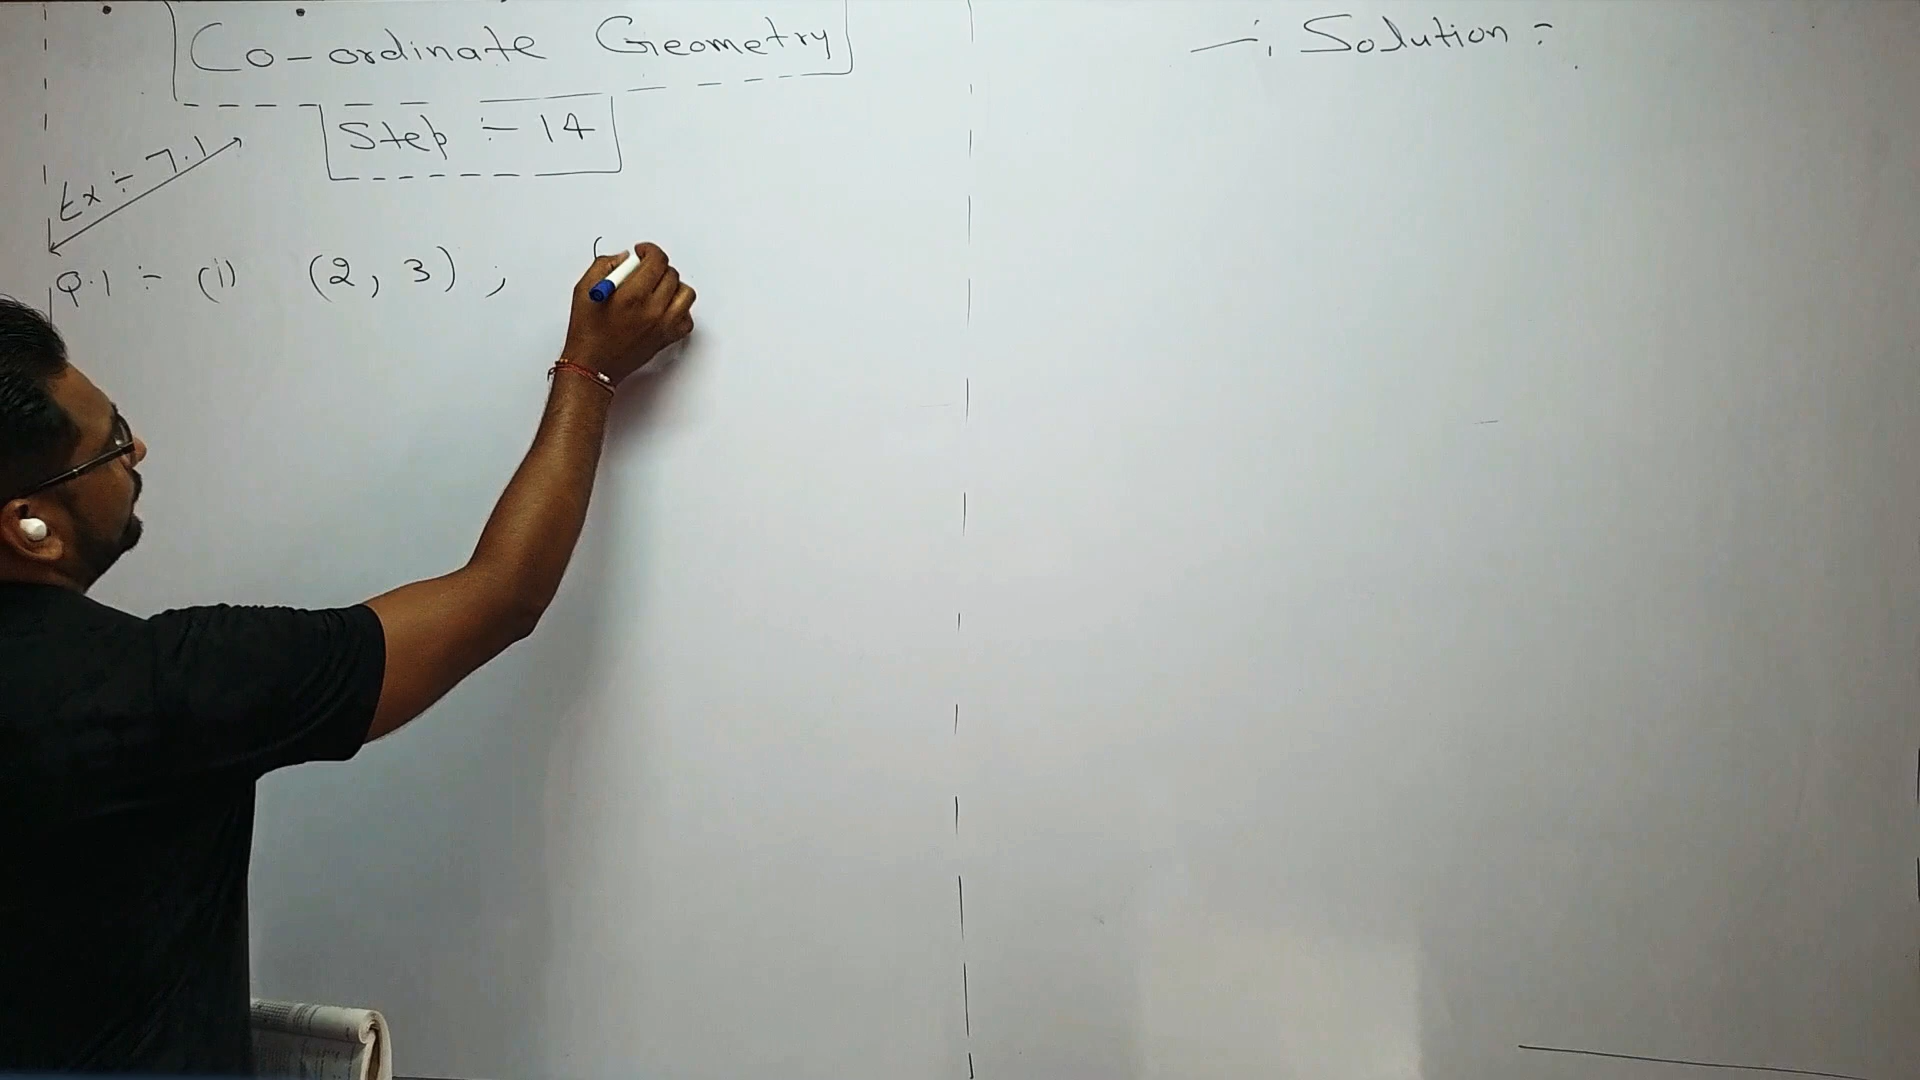 Co-ordinate Geometry
Step :- 14
Ex ÷ 7.1
Q.1 :- (i) (2, 3) ; (
—: Solution :-